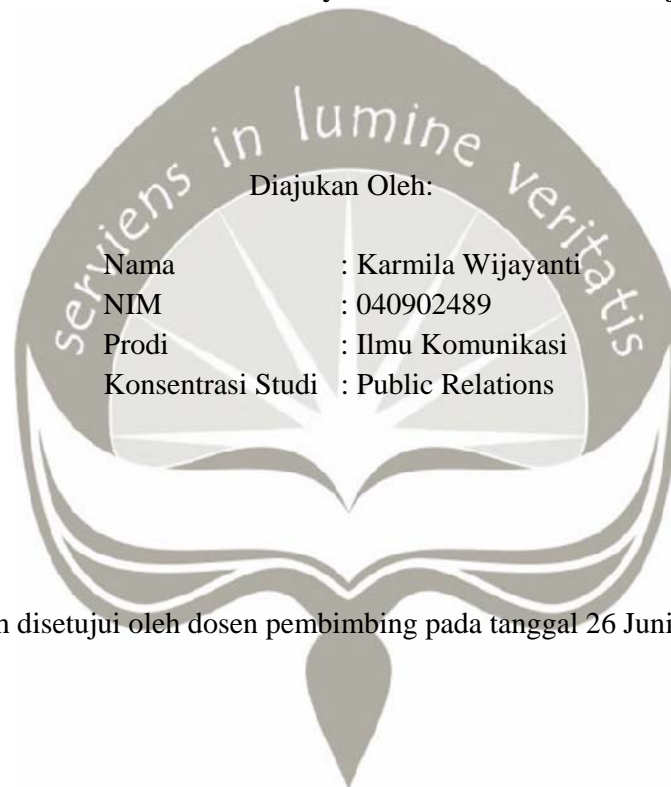 serviens in lumine veritatis
Diajukan Oleh:
Nama : Karmila Wijayanti
NIM : 040902489
Prodi : Ilmu Komunikasi
Konsentrasi Studi : Public Relations
disetujui oleh dosen pembimbing pada tanggal 26 Juni